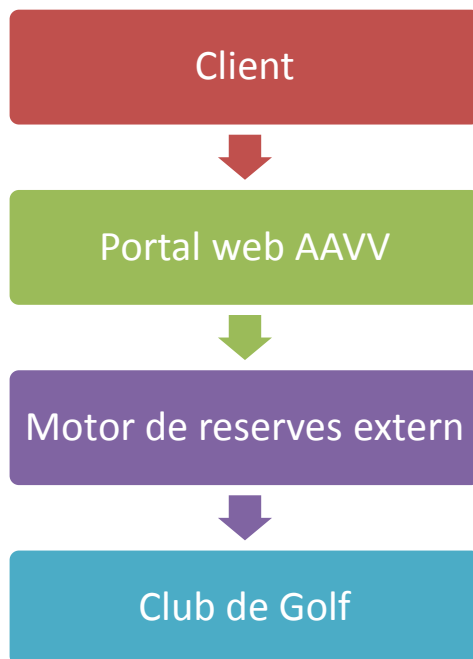 Client
Portal web AAVV
Motor de reserves extern
Club de Golf